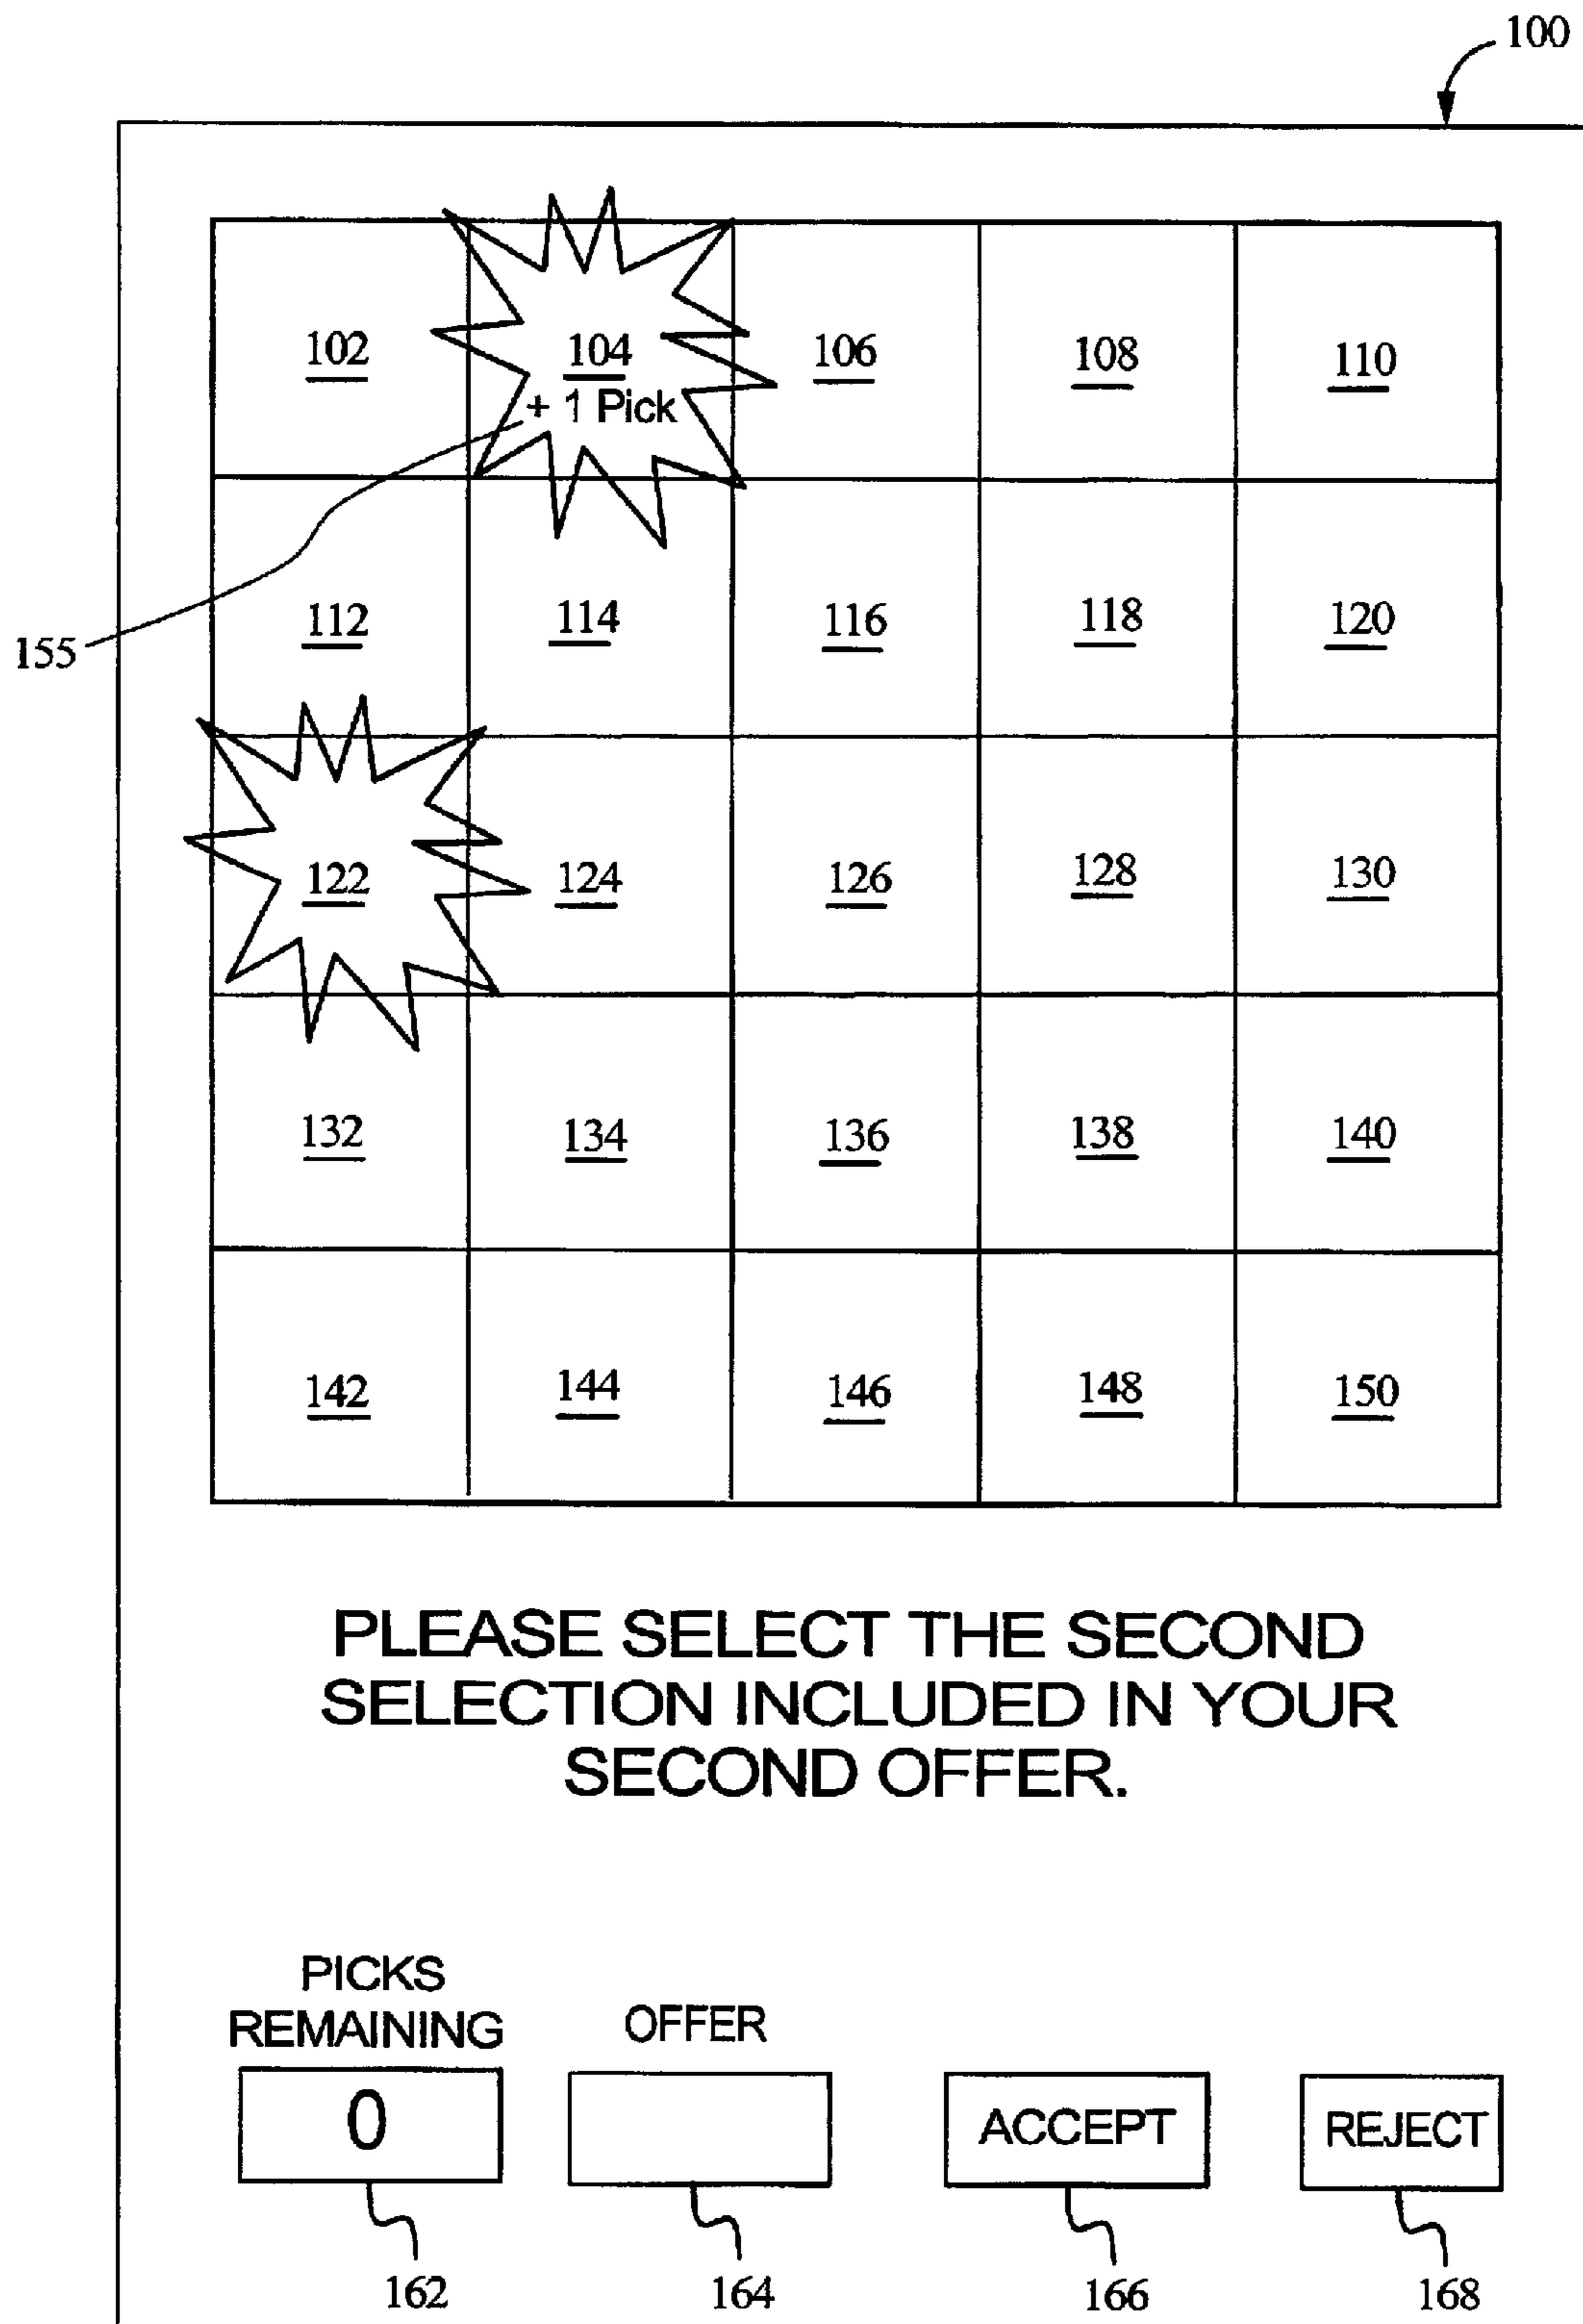 100
102 104 106 108 110
+ 1 Pick
112 114 116 118 120
155
122 124 126 128 130
132 134 136 138 140
142 144 146 148 150
PLEASE SELECT THE SECOND
SELECTION INCLUDED IN YOUR
SECOND OFFER.
PICKS
REMAINING OFFER
0 ACCEPT REJECT
162 164 166 168